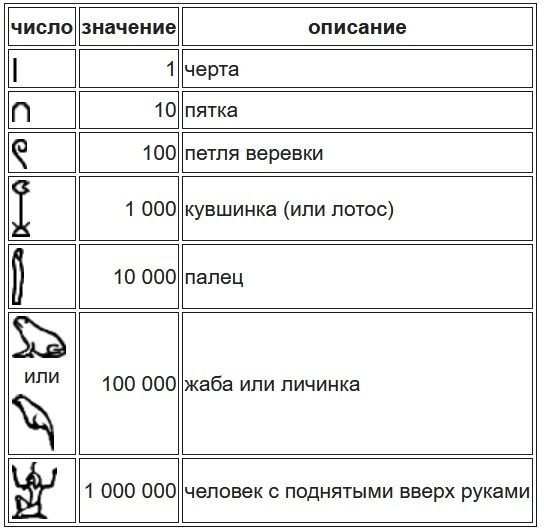 число значение описание
1 черта
10 пятка
100 петля веревки
1 000 кувшинка (или лотос)
10 000 палец
или 100 000 жаба или личинка
1 000 000 человек с поднятыми вверх руками